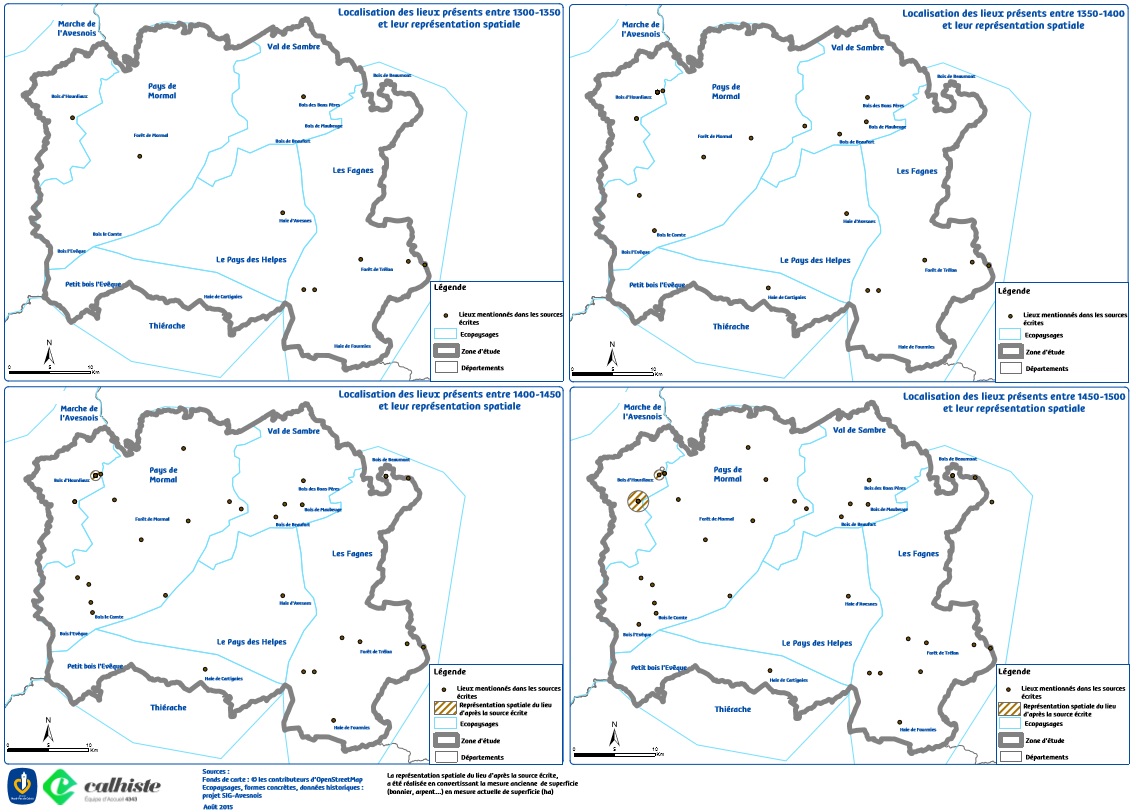 Localisation des lieux présents entre 1300-1350
et leur représentation spatiale
Marche de
l'Avesnois
Val de Sambre
Bois de Beaumont
Pays de
Mormal
Bois d'Hourdiaux
Bois des Bons Pères
Bois de Maubeuge
Forêt de Mormal
Bois de Beaufort
Les Fagnes
Haie d'Avesnes
Bois le Comte
Bois l'Evêque
Le Pays des Helpes
Forêt de Trélon
Petit bois l'Evêque
Haie de Cartignies
Thiérache
Haie de Fourmies
Légende
Lieux mentionnés dans les sources
écrites
Ecopaysages
Zone d'étude
Départements
N
0 5 10
Km
Localisation des lieux présents entre 1350-1400
et leur représentation spatiale
Marche de
l'Avesnois
Val de Sambre
Bois de Beaumont
Pays de
Mormal
Bois d'Hourdiaux
Bois des Bons Pères
Bois de Maubeuge
Forêt de Mormal
Bois de Beaufort
Les Fagnes
Haie d'Avesnes
Bois le Comte
Bois l'Evêque
Le Pays des Helpes
Forêt de Trélon
Petit bois l'Evêque
Haie de Cartignies
Thiérache
Haie de Fourmies
Légende
Lieux mentionnés dans les sources
écrites
Ecopaysages
Zone d'étude
Départements
N
0 5 10
Km
Localisation des lieux présents entre 1400-1450
et leur représentation spatiale
Marche de
l'Avesnois
Val de Sambre
Bois de Beaumont
Pays de
Mormal
Bois d'Hourdiaux
Bois des Bons Pères
Bois de Maubeuge
Forêt de Mormal
Bois de Beaufort
Les Fagnes
Haie d'Avesnes
Bois le Comte
Bois l'Evêque
Le Pays des Helpes
Forêt de Trélon
Petit bois l'Evêque
Haie de Cartignies
Thiérache
Haie de Fourmies
Légende
Lieux mentionnés dans les sources
écrites
Représentation spatiale du lieu
d'après la source écrite
Ecopaysages
Zone d'étude
Départements
N
0 5 10
Km
Localisation des lieux présents entre 1450-1500
et leur représentation spatiale
Marche de
l'Avesnois
Val de Sambre
Bois de Beaumont
Pays de
Mormal
Bois d'Hourdiaux
Bois des Bons Pères
Bois de Maubeuge
Forêt de Mormal
Bois de Beaufort
Les Fagnes
Haie d'Avesnes
Bois le Comte
Bois l'Evêque
Le Pays des Helpes
Forêt de Trélon
Petit bois l'Evêque
Haie de Cartignies
Thiérache
Haie de Fourmies
Légende
Lieux mentionnés dans les sources
écrites
Représentation spatiale du lieu
d'après la source écrite
Ecopaysages
Zone d'étude
Départements
N
0 5 10
Km
calhiste
Équipe d'Accueil 4343
Sources :
Fonds de carte : © les contributeurs d'OpenStreetMap
Ecopaysages, formes concrètes, données historiques :
projet SIG-Avesnois
Août 2015
La représentation spatiale du lieu d'après la source écrite,
a été réalisée en convertissant la mesure ancienne de superficie
(bonnier, arpent...) en mesure actuelle de superficie (ha)